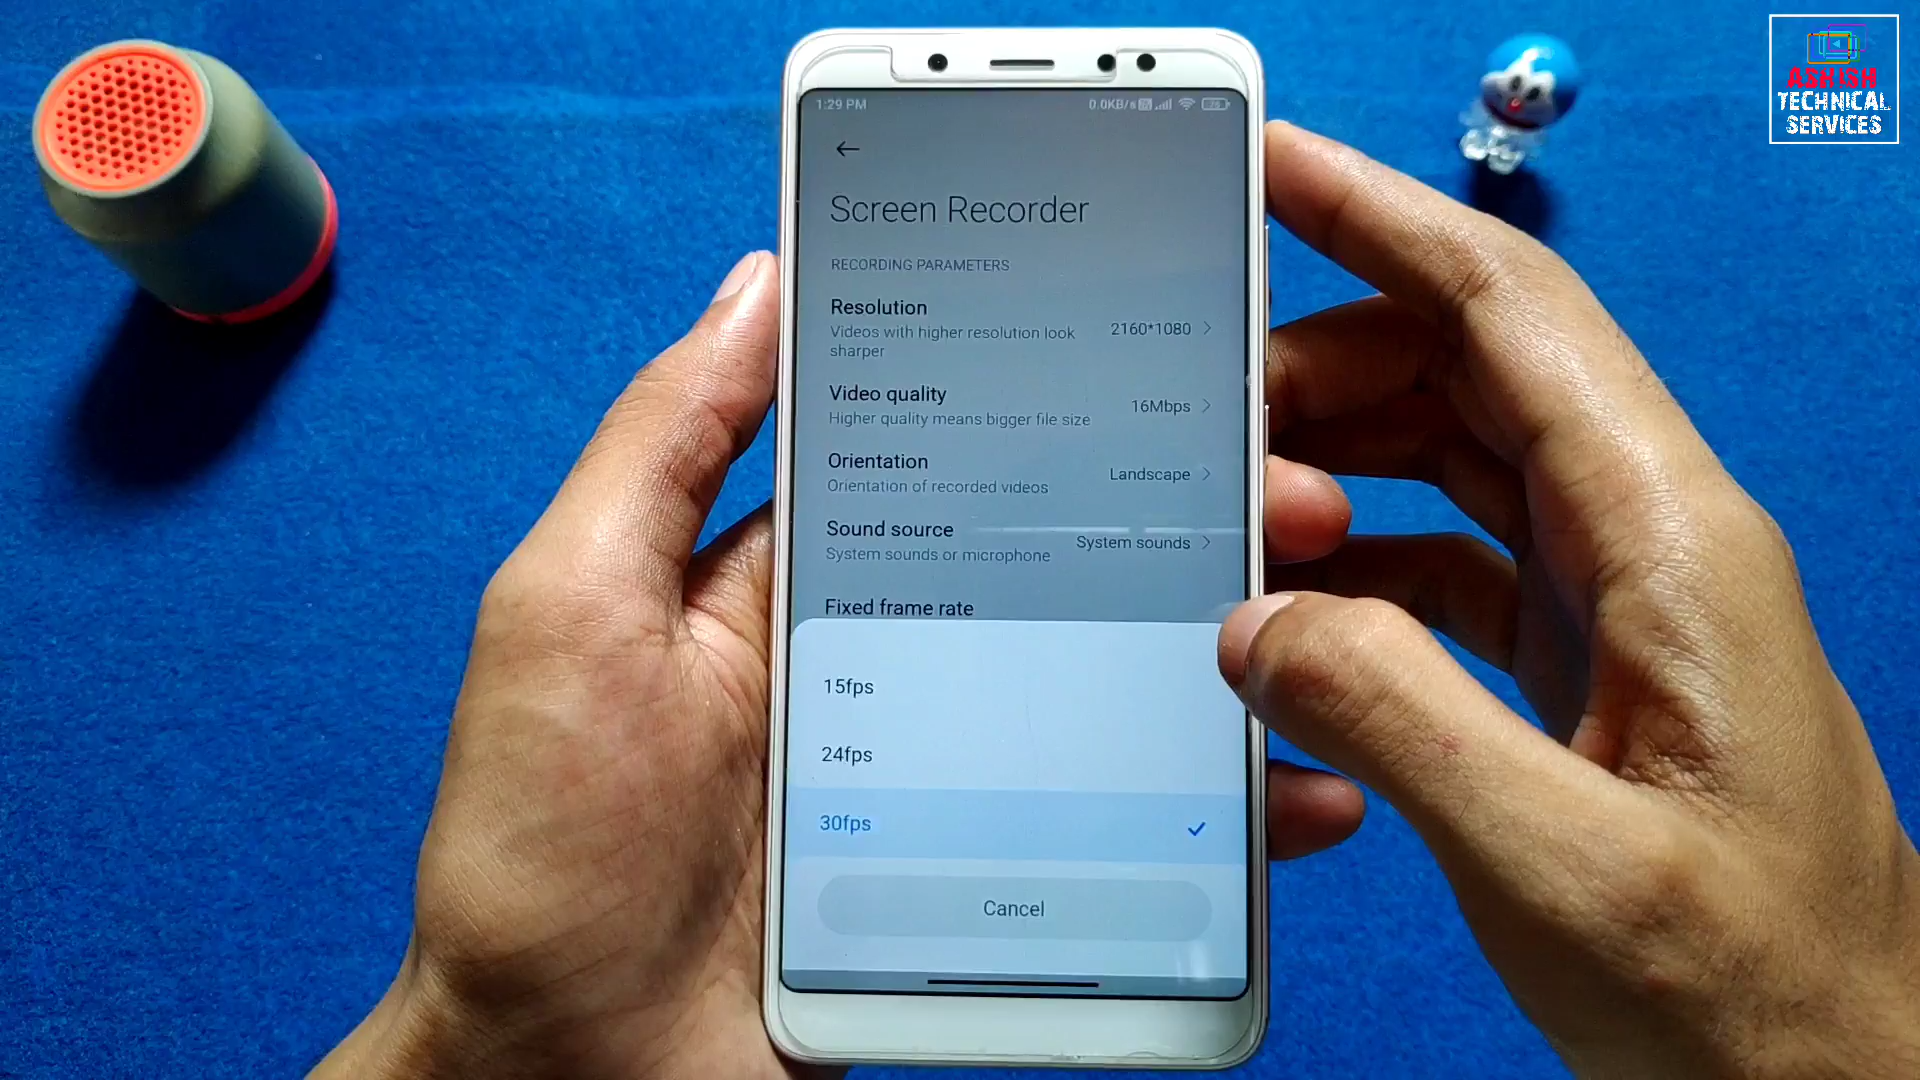 1:29 PM
0.0KB/s
Screen Recorder
RECORDING PARAMETERS
Resolution
Videos with higher resolution look
sharper
2160*1080
Video quality
Higher quality means bigger file size
16Mbps
Orientation
Orientation of recorded videos
Landscape
Sound source
System sounds or microphone
System sounds
Fixed frame rate
15fps
24fps
30fps
Cancel
ASHISH
TECHNICAL
SERVICES